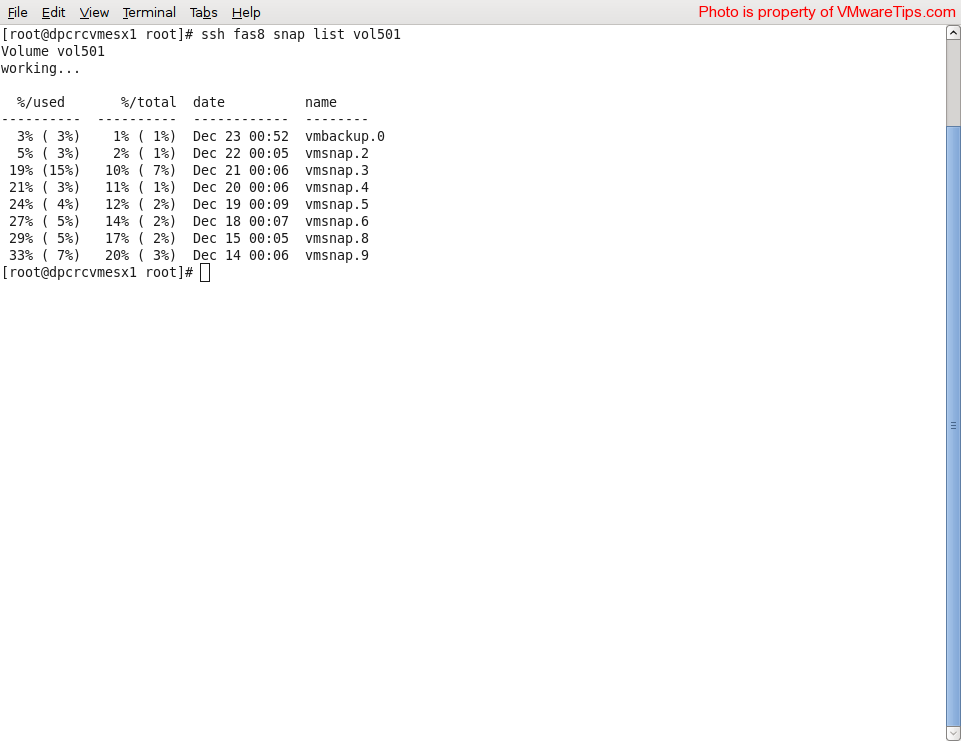 File Edit View Terminal Tabs Help
Photo is property of VMwareTips.com
[root@dpcrcvmesx1 root]# ssh fas8 snap list vol501
Volume vol501
working...
  %/used       %/total  date          name
----------  ----------  ------------  --------
  3% ( 3%)    1% ( 1%)  Dec 23 00:52  vmbackup.0
  5% ( 3%)    2% ( 1%)  Dec 22 00:05  vmsnap.2
 19% (15%)   10% ( 7%)  Dec 21 00:06  vmsnap.3
 21% ( 3%)   11% ( 1%)  Dec 20 00:06  vmsnap.4
 24% ( 4%)   12% ( 2%)  Dec 19 00:09  vmsnap.5
 27% ( 5%)   14% ( 2%)  Dec 18 00:07  vmsnap.6
 29% ( 5%)   17% ( 2%)  Dec 15 00:05  vmsnap.8
 33% ( 7%)   20% ( 3%)  Dec 14 00:06  vmsnap.9
[root@dpcrcvmesx1 root]#